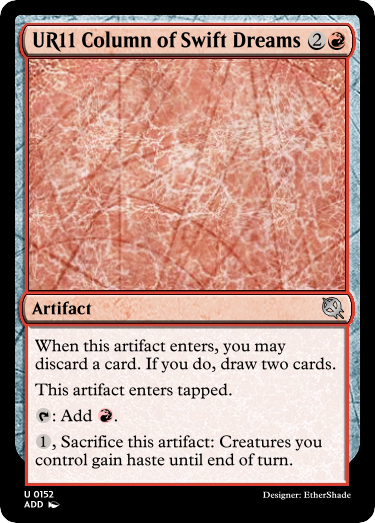 UR11 Column of Swift Dreams 2
Artifact
When this artifact enters, you may
discard a card. If you do, draw two cards.
This artifact enters tapped.
: Add .
1, Sacrifice this artifact: Creatures you
control gain haste until end of turn.
U 0152
ADD
Designer: EtherShade